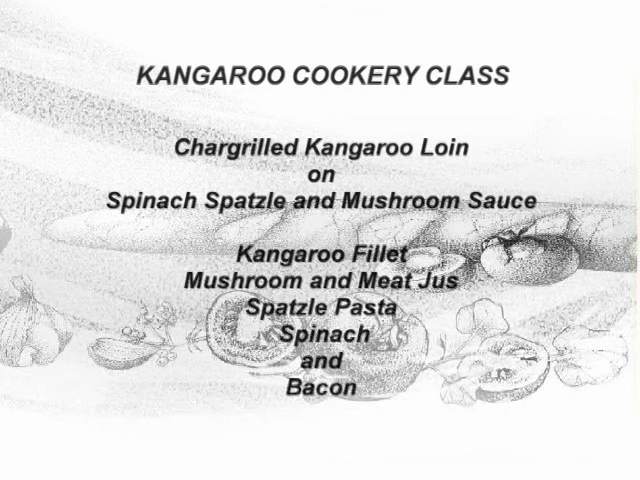 KANGAROO COOKERY CLASS
Chargrilled Kangaroo Loin
on
Spinach Spatzle and Mushroom Sauce
Kangaroo Fillet
Mushroom and Meat Jus
Spatzle Pasta
Spinach
and
Bacon